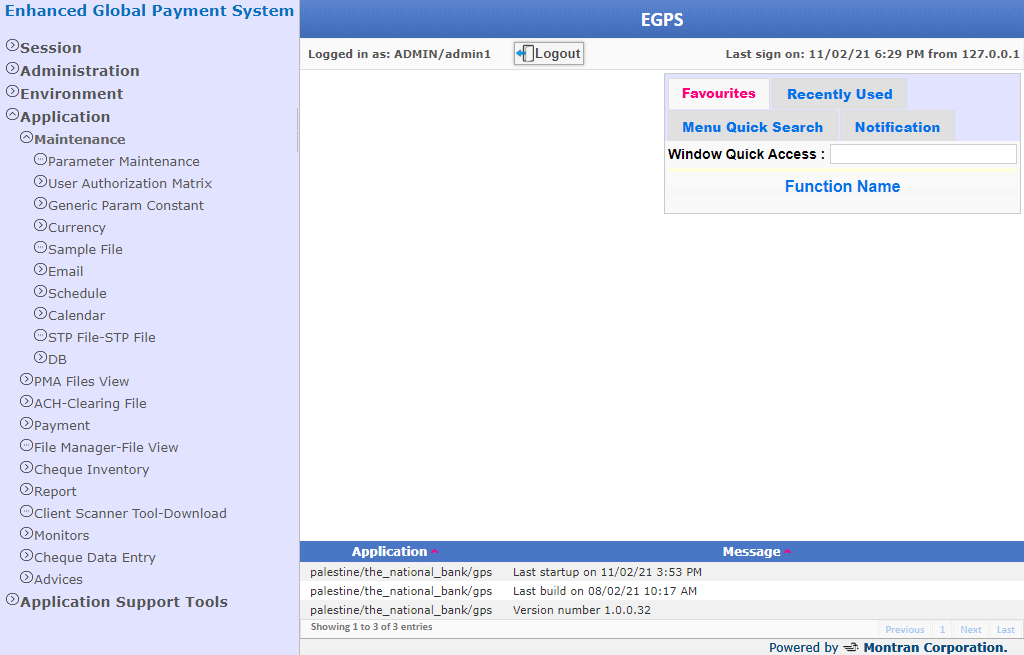 Enhanced Global Payment System
Session
Administration
Environment
Application
Maintenance
Parameter Maintenance
User Authorization Matrix
Generic Param Constant
Currency
Sample File
Email
Schedule
Calendar
STP File-STP File
DB
PMA Files View
ACH-Clearing File
Payment
File Manager-File View
Cheque Inventory
Report
Client Scanner Tool-Download
Monitors
Cheque Data Entry
Advices
Application Support Tools
EGPS
Logged in as: ADMIN/admin1 Logout Last sign on: 11/02/21 6:29 PM from 127.0.0.1
Favourites Recently Used
Menu Quick Search Notification
Window Quick Access :
Function Name
Application Message
palestine/the_national_bank/gps Last startup on 11/02/21 3:53 PM
palestine/the_national_bank/gps Last build on 08/02/21 10:17 AM
palestine/the_national_bank/gps Version number 1.0.0.32
Showing 1 to 3 of 3 entries Previous 1 Next Last
Powered by Montran Corporation.